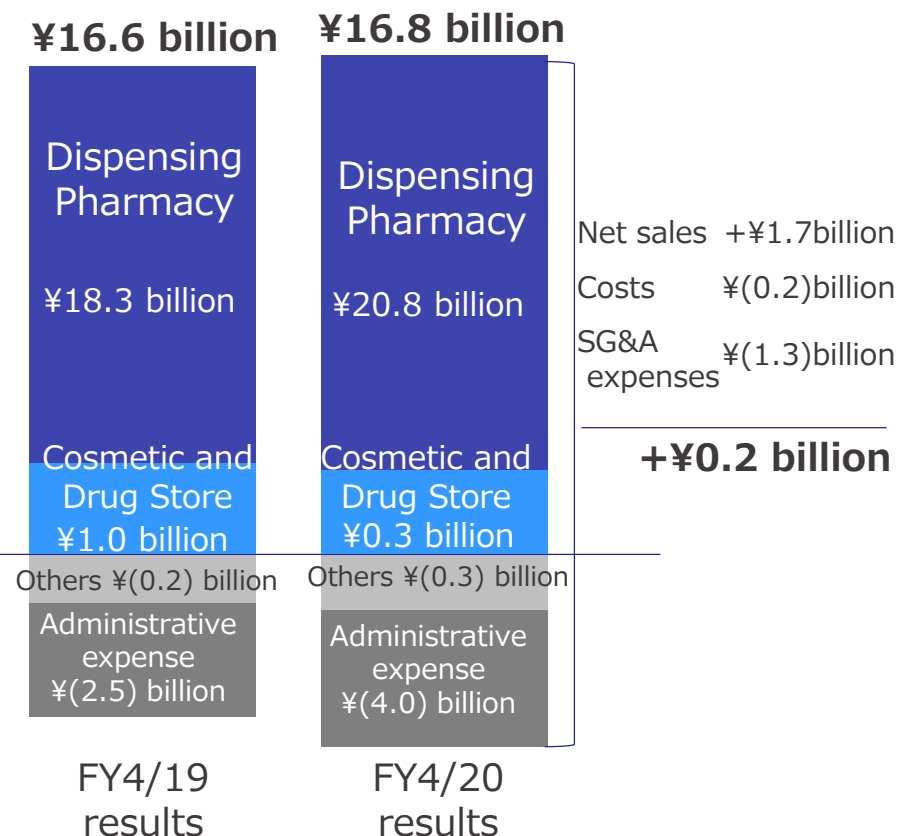 ¥16.6 billion
Dispensing
Pharmacy
¥18.3 billion
Cosmetic and
Drug Store
¥1.0 billion
Others ¥(0.2) billion
Administrative
expense
¥(2.5) billion
FY4/19
results
¥16.8 billion
Dispensing
Pharmacy
¥20.8 billion
Cosmetic and
Drug Store
¥0.3 billion
Others ¥(0.3) billion
Administrative
expense
¥(4.0) billion
FY4/20
results
Net sales +¥1.7billion
Costs ¥(0.2)billion
SG&A
expenses ¥(1.3)billion
+¥0.2 billion